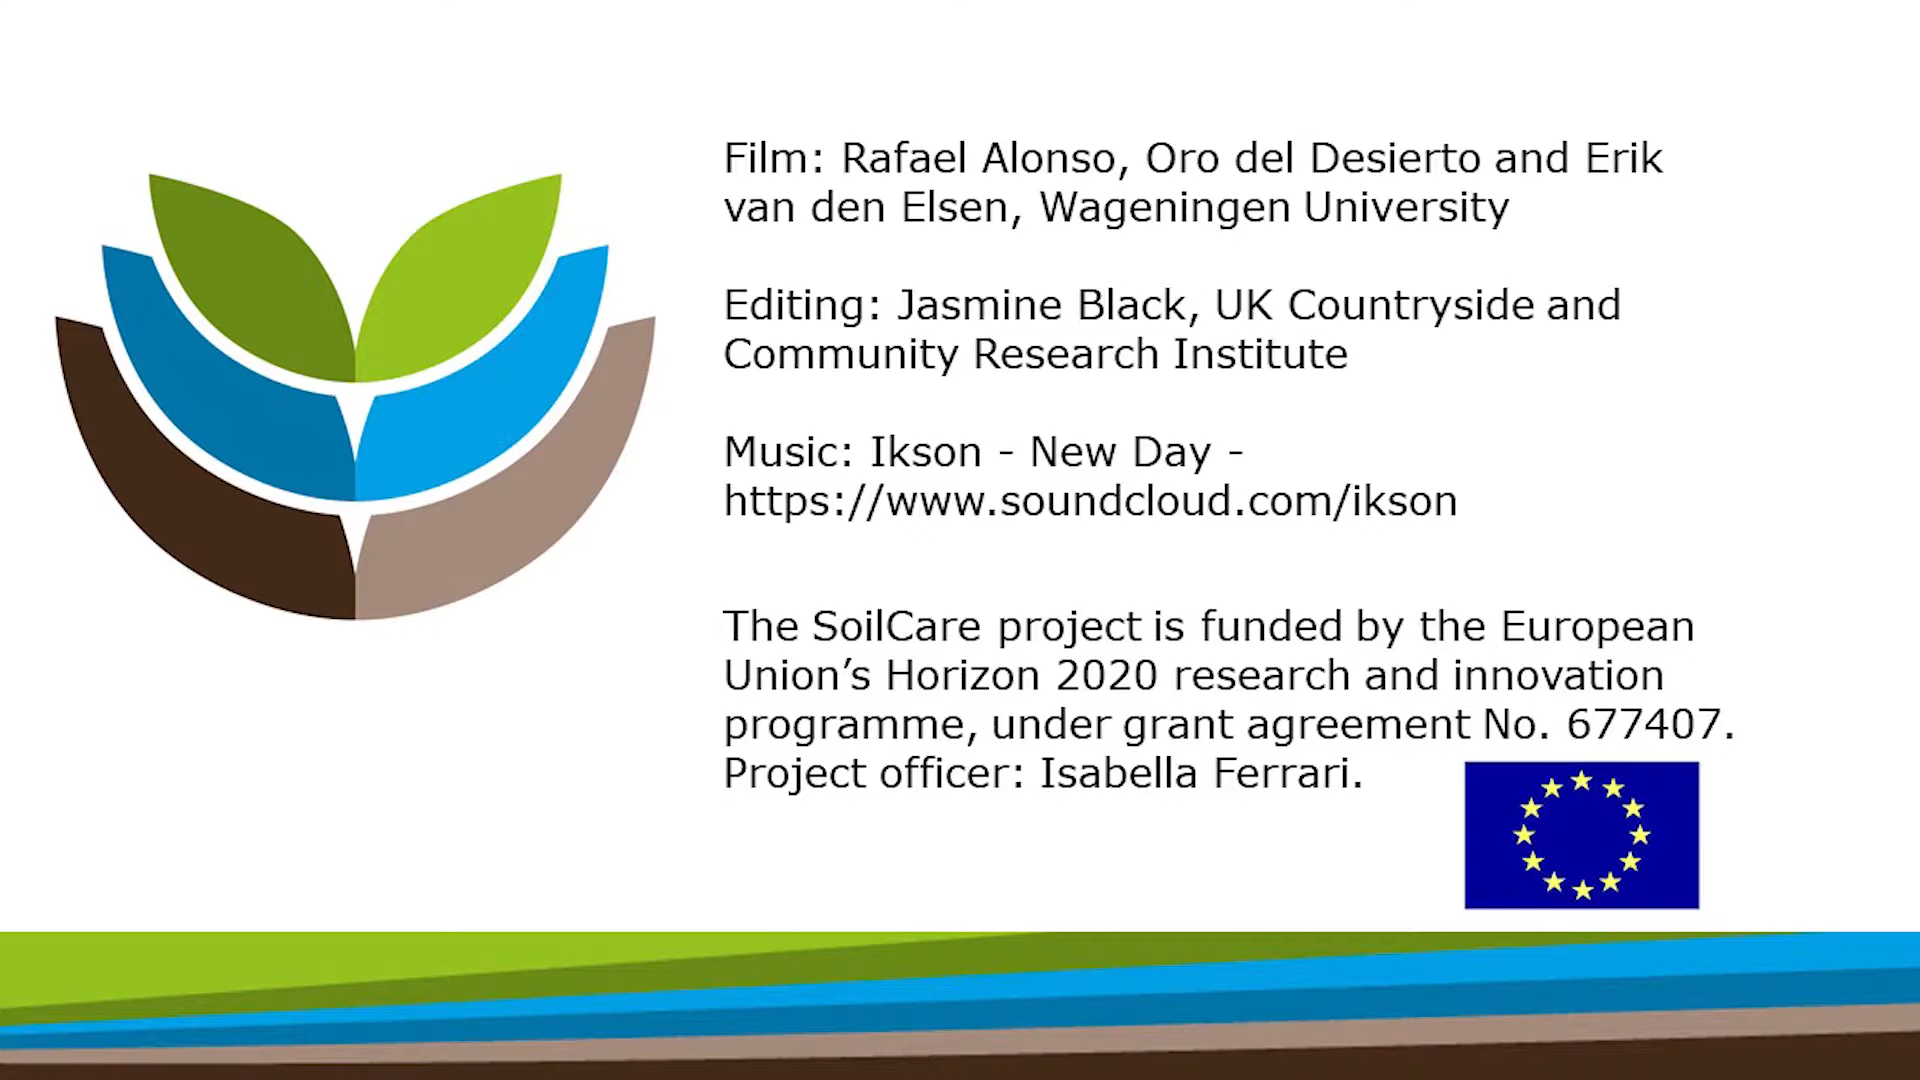 Film: Rafael Alonso, Oro del Desierto and Erik
van den Elsen, Wageningen University
Editing: Jasmine Black, UK Countryside and
Community Research Institute
Music: Ikson - New Day -
https://www.soundcloud.com/ikson
The SoilCare project is funded by the European
Union’s Horizon 2020 research and innovation
programme, under grant agreement No. 677407.
Project officer: Isabella Ferrari.